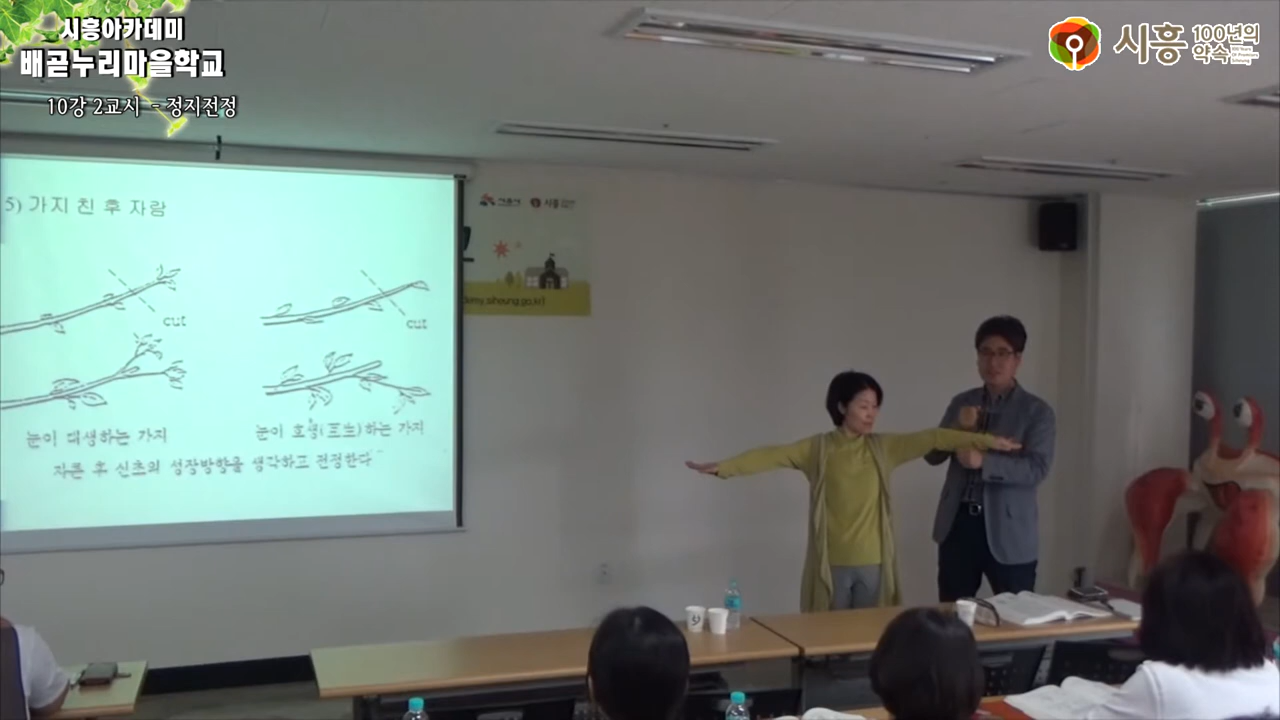 시흥아카데미
배곧누리마을학교
10강 2교시 - 정지전정
시흥
100년의
약속
5) 가지 친 후 자람
cut
cut
눈이 대생하는 가지
눈이 호생(互生)하는 가지
자른 후 신초의 성장방향을 생각하고 전정한다
시흥